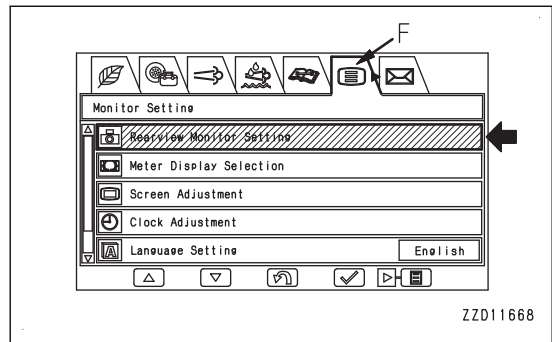 F
Monitor Setting
Rearview Monitor Setting
Meter Display Selection
Screen Adjustment
Clock Adjustment
Language Setting English
ZZD11668